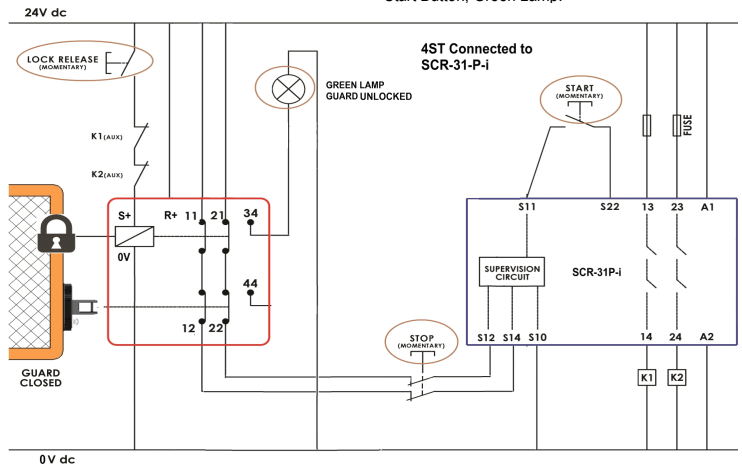 Start Button, Green Lamp.
24V dc
LOCK RELEASE
(MOMENTARY)
4ST Connected to
SCR-31-P-i
GREEN LAMP
GUARD UNLOCKED
START
(MOMENTARY)
FUSE
K1(AUX)
K2(AUX)
S+
R+ 11 21 34
0V
44
12 22
S11 S22 13 23 A1
SUPERVISION
CIRCUIT
SCR-31P-i
S12 S14 S10 14 24 A2
STOP
(MOMENTARY)
K1 K2
GUARD
CLOSED
0V dc